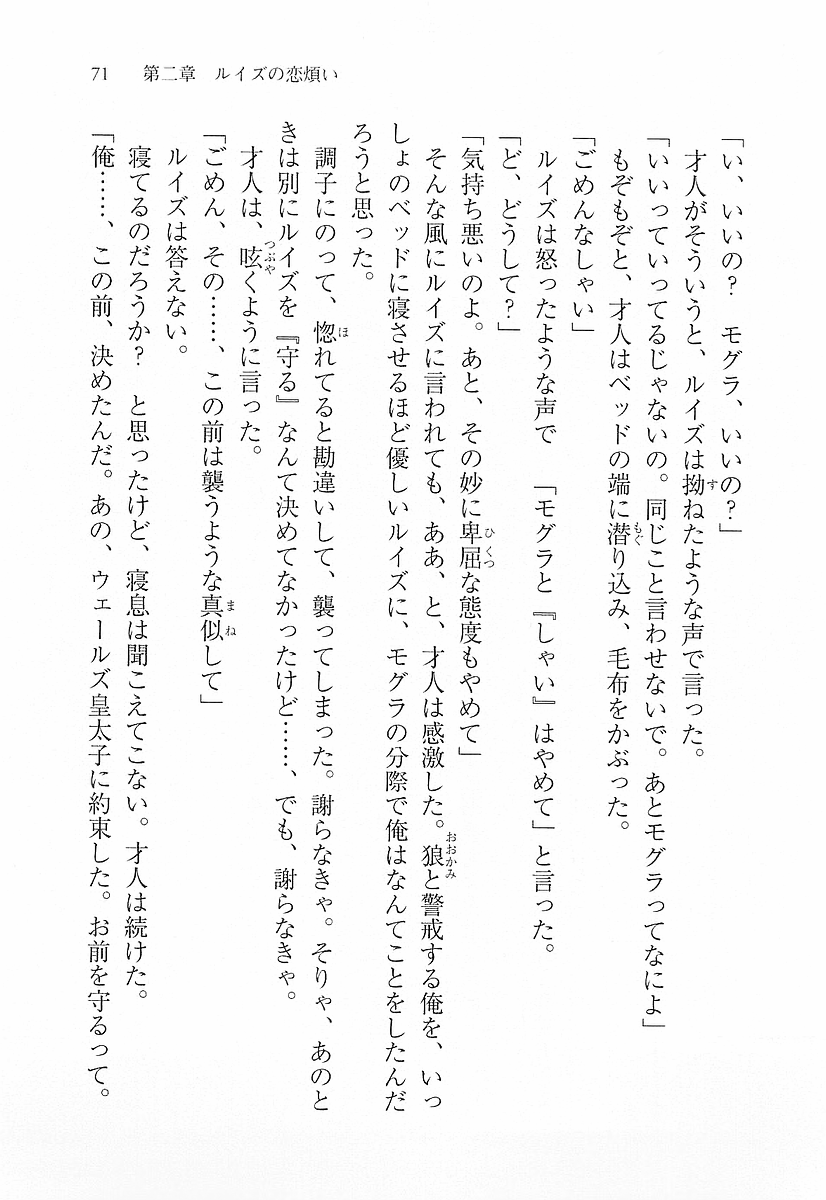 71　第二章　ルイズの恋煩い
「い、いいの？　モグラ、いいの？」
才人がそういうと、ルイズは拗ねたような声で言った。
「いいっていってるじゃないの。同じこと言わせないで。あとモグラってなによ」
もぞもぞと、才人はベッドの端に潜り込み、毛布をかぶった。
「ごめんなしゃい」
ルイズは怒ったような声で　「モグラと『しゃい』はやめて」と言った。
「ど、どうして？」
「気持ち悪いのよ。あと、その妙に卑屈な態度もやめて」
そんな風にルイズに言われても、ああ、と、才人は感激した。狼と警戒する俺を、いっ
しょのベッドに寝させるほど優しいルイズに、モグラの分際で俺はなんてことをしたんだ
ろうと思った。
調子にのって、惚れてると勘違いして、襲ってしまった。謝らなきゃ。そりゃ、あのと
きは別にルイズを『守る』なんて決めてなかったけど……、でも、謝らなきゃ。
才人は、呟くように言った。
「ごめん、その……、この前は襲うような真似して」
ルイズは答えない。
寝てるのだろうか？　と思ったけど、寝息は聞こえてこない。才人は続けた。
「俺……、この前、決めたんだ。あの、ウェールズ皇太子に約束した。お前を守るって。